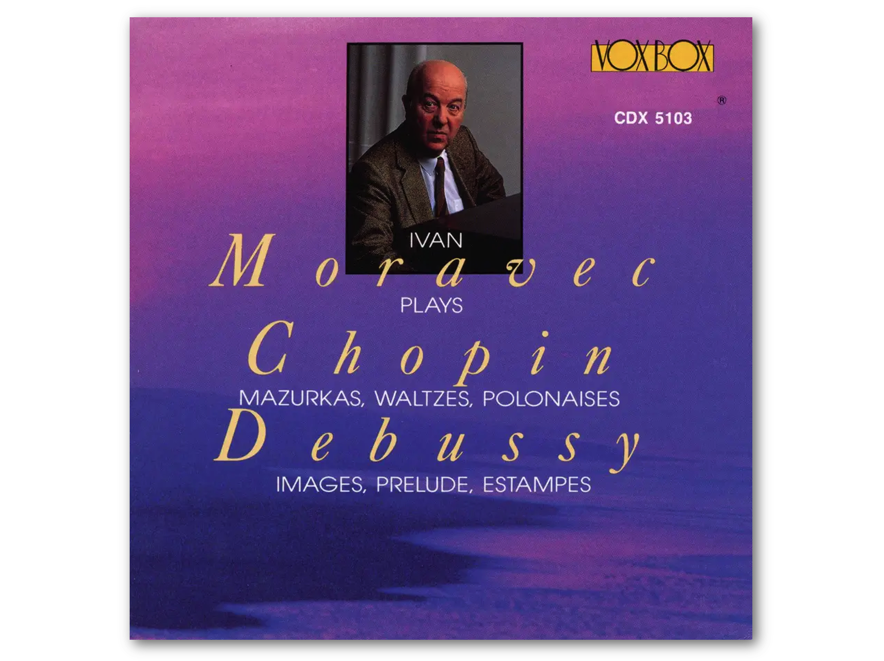 VOXBOX
®
CDX 5103
IVAN
Moravec
PLAYS
Chopin
MAZURKAS, WALTZES, POLONAISES
Debussy
IMAGES, PRELUDE, ESTAMPES